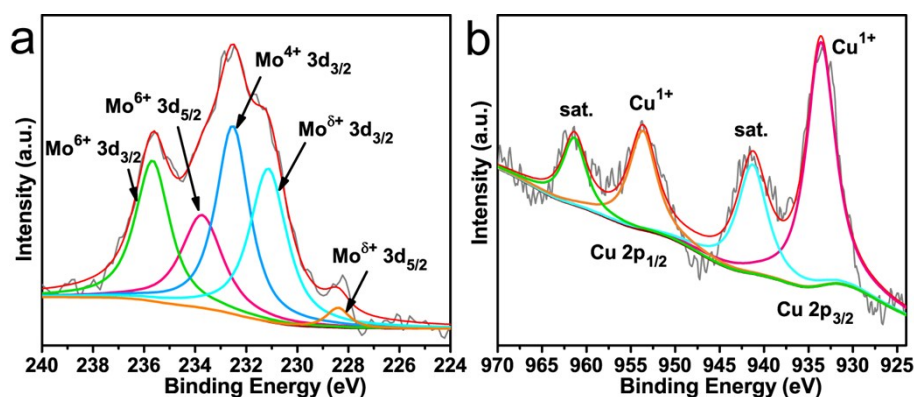 a
Intensity (a.u.)
Mo⁶⁺ 3d₃/₂
Mo⁶⁺
3d₅/₂
Mo⁴⁺ 3d₃/₂
Mo^δ⁺ 3d₃/₂
Mo^δ⁺
3d₅/₂
240 238 236 234 232 230 228 226 224
Binding Energy (eV)
b
Intensity (a.u.)
sat.
Cu¹⁺
sat.
Cu¹⁺
Cu 2p₁/₂
Cu 2p₃/₂
970 965 960 955 950 945 940 935 930 925
Binding Energy (eV)